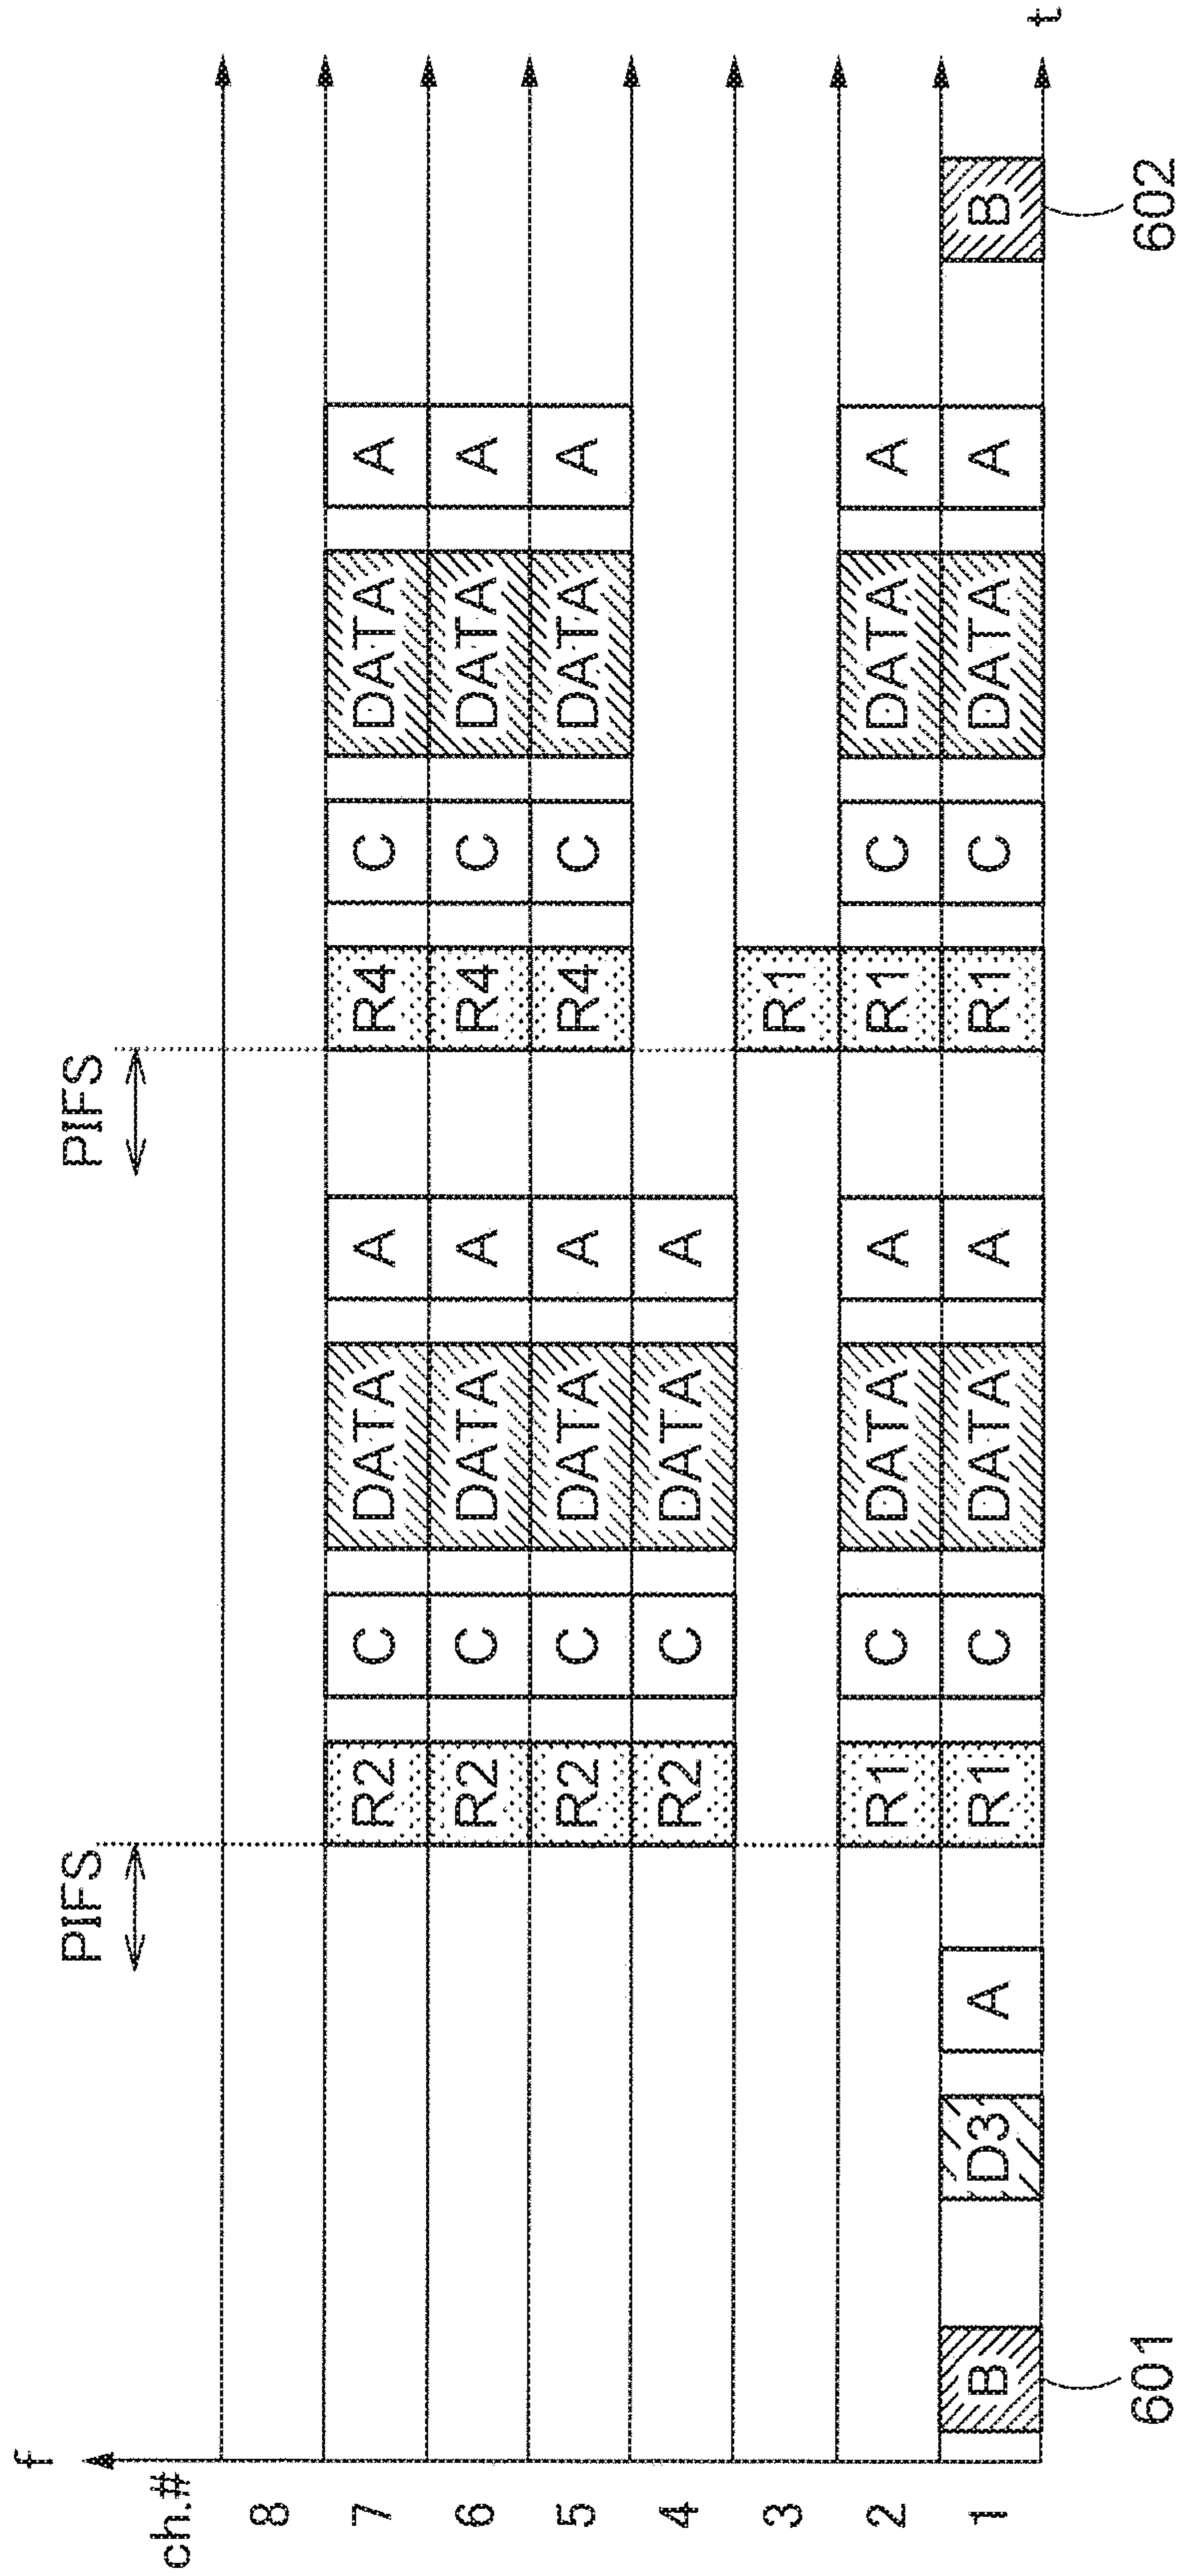 f
ch.#
PIFS PIFS
8
7 R2 C DATA A R4 C DATA A
6 R2 C DATA A R4 C DATA A
5 R2 C DATA A R4 C DATA A
4 R2 C DATA A
3 R1
2 R1 C DATA A R1 C DATA A
1 B D3 A R1 C DATA A R1 C DATA A B
t
601 602